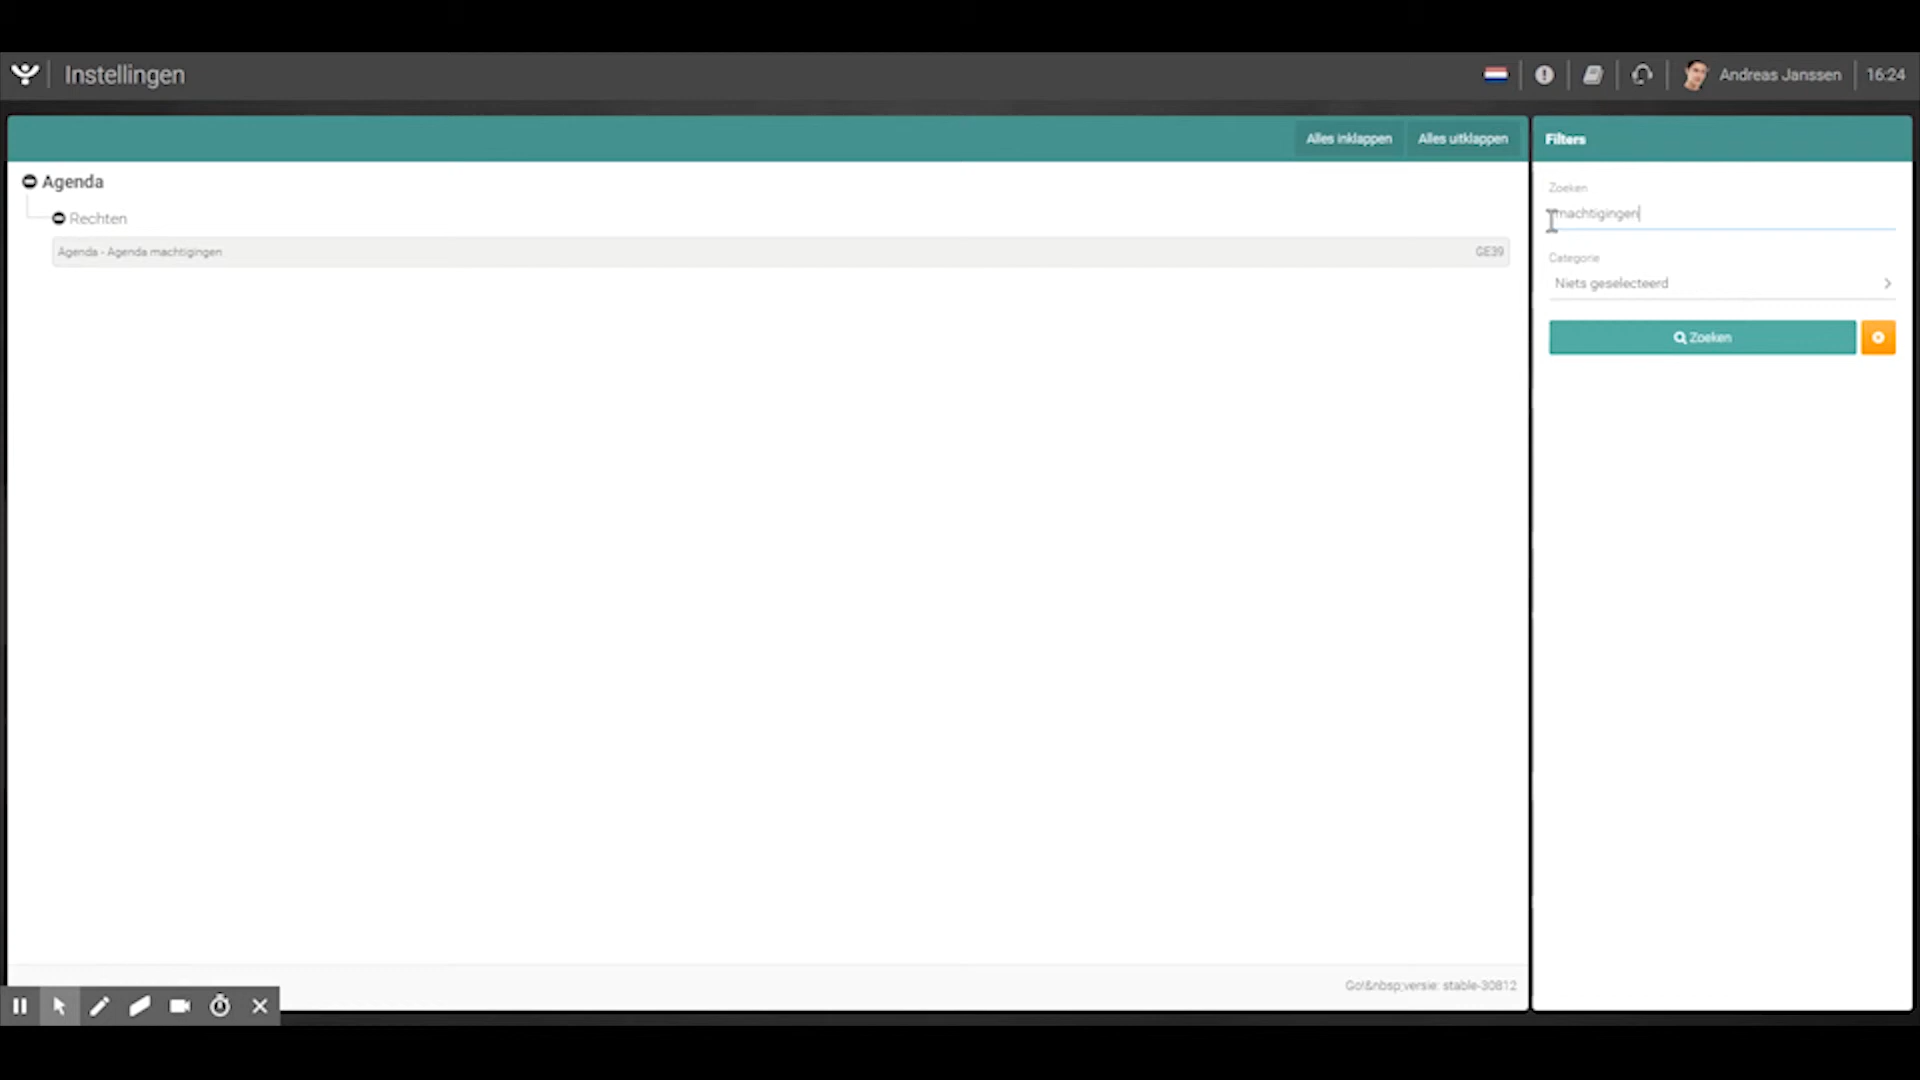 Instellingen
Andreas Janssen
16:24
Alles inklappen
Alles uitklappen
Agenda
Rechten
Agenda - Agenda machtigingen
GE39
Go!&nbsp;versie: stable-30812
Filters
Zoeken
machtigingen
Categorie
Niets geselecteerd
Zoeken